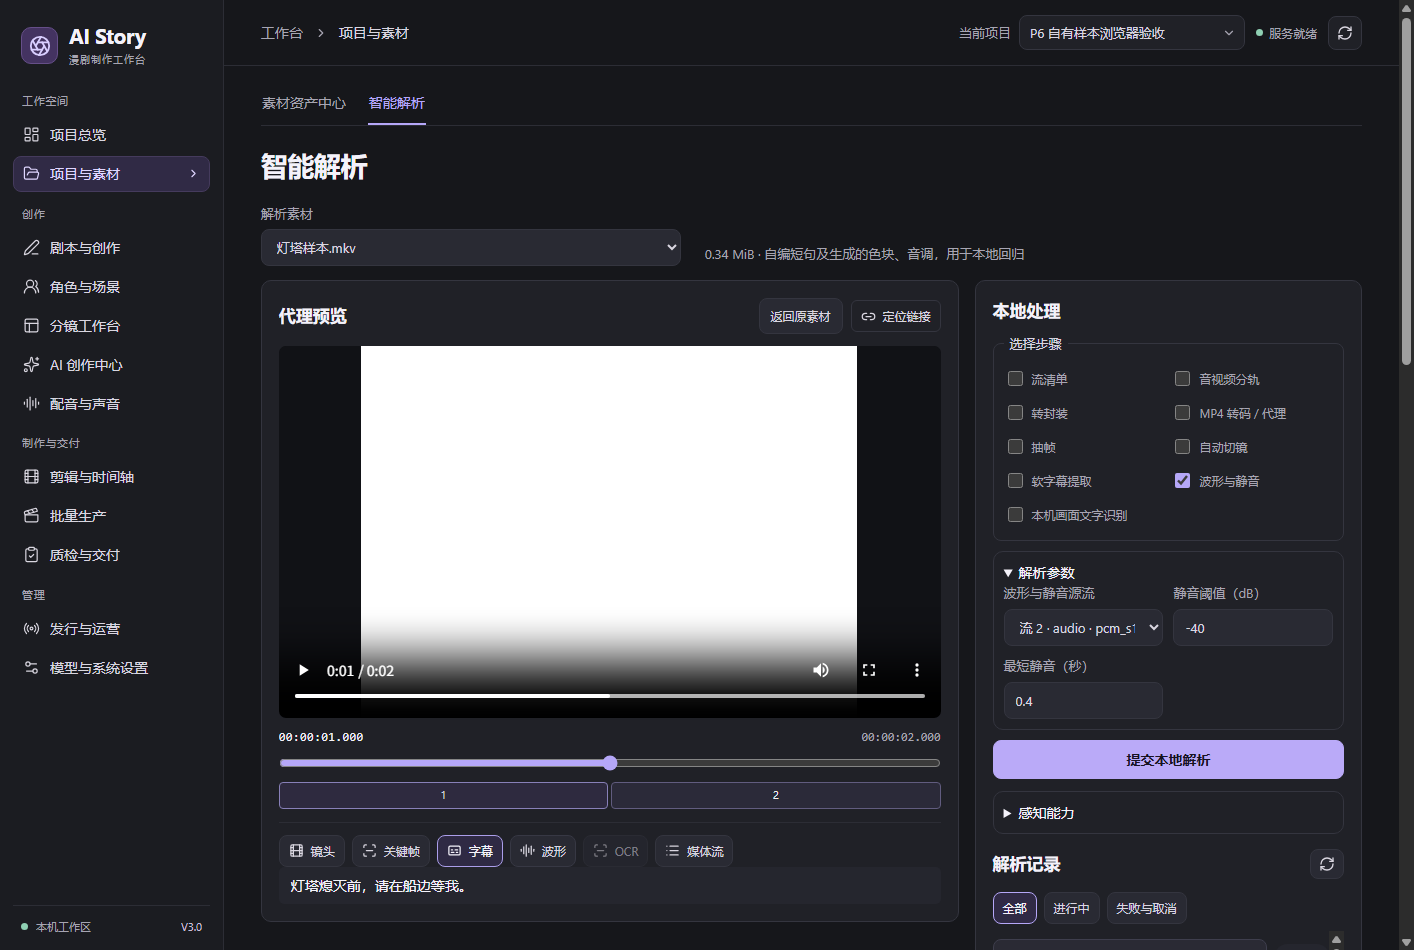 AI Story
漫剧制作工作台
工作空间
项目总览
项目与素材
创作
剧本与创作
角色与场景
分镜工作台
AI 创作中心
配音与声音
制作与交付
剪辑与时间轴
批量生产
质检与交付
管理
发行与运营
模型与系统设置
本机工作区 V3.0
工作台 项目与素材
当前项目 P6 自有样本浏览器验收 服务就绪
素材资产中心 智能解析
智能解析
解析素材
灯塔样本.mkv
0.34 MiB · 自编短句及生成的色块、音调，用于本地回归
代理预览 返回原素材 定位链接
0:01 / 0:02
00:00:01.000 00:00:02.000
1 2
镜头 关键帧 字幕 波形 OCR 媒体流
灯塔熄灭前，请在船边等我。
本地处理
选择步骤
流清单 音视频分轨
转封装 MP4 转码 / 代理
抽帧 自动切镜
软字幕提取 波形与静音
本机画面文字识别
解析参数
波形与静音源流 静音阈值（dB）
流 2 · audio · pcm_s1 -40
最短静音（秒）
0.4
提交本地解析
感知能力
解析记录
全部 进行中 失败与取消